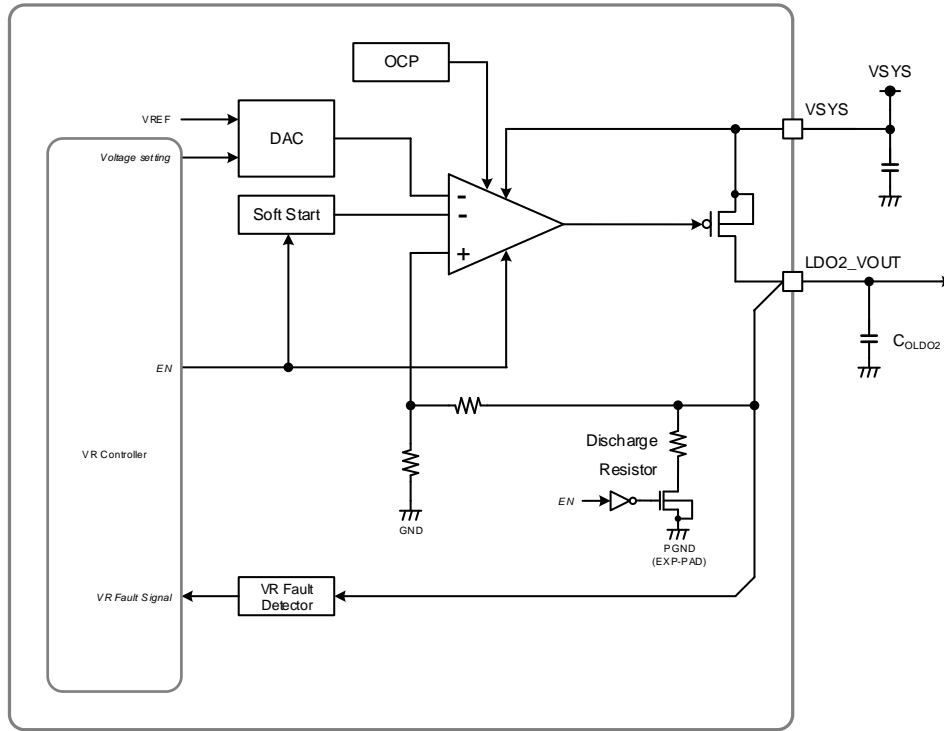 OCP
VSYS
VSYS
VREF
DAC
Voltage setting
Soft Start
-
-
+
LDO2_VOUT
COLDO2
EN
Discharge
Resistor
VR Controller
EN
GND
PGND
(EXP-PAD)
VR Fault Signal
VR Fault
Detector